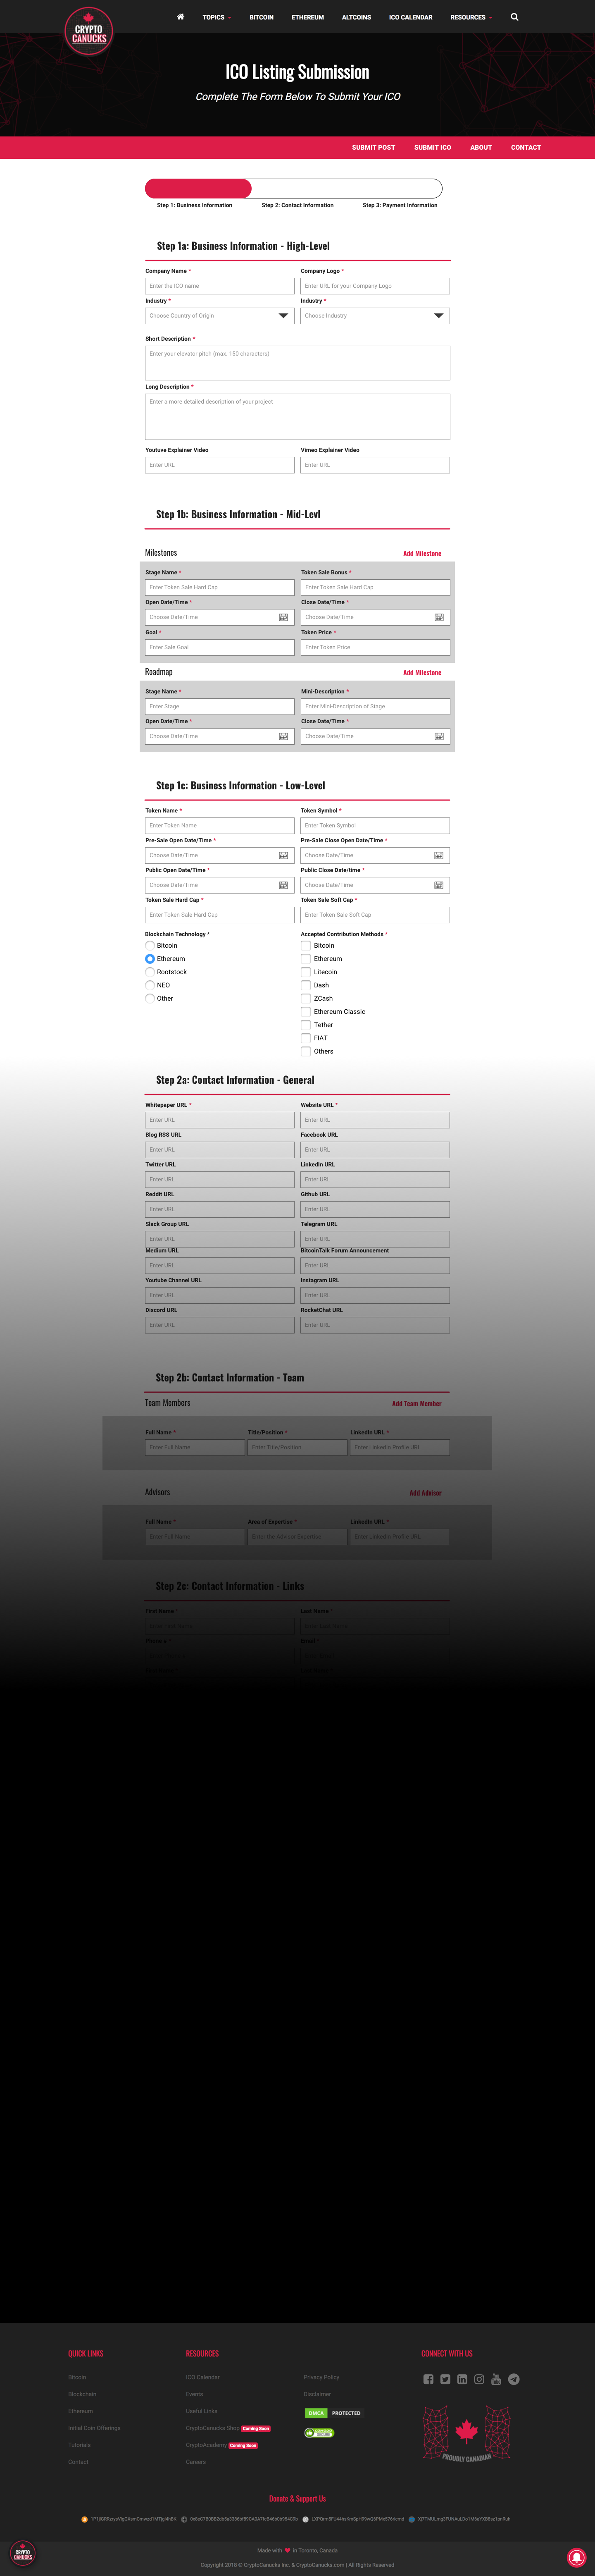 CRYPTO
CANUCKS
TOPICS BITCOIN ETHEREUM ALTCOINS ICO CALENDAR RESOURCES
ICO Listing Submission
Complete The Form Below To Submit Your ICO
SUBMIT POST SUBMIT ICO ABOUT CONTACT
Step 1: Business Information Step 2: Contact Information Step 3: Payment Information
Step 1a: Business Information - High-Level
Company Name * Company Logo *
Enter the ICO name Enter URL for your Company Logo
Industry * Industry *
Choose Country of Origin Choose Industry
Short Description *
Enter your elevator pitch (max. 150 characters)
Long Description *
Enter a more detailed description of your project
Youtuve Explainer Video Vimeo Explainer Video
Enter URL Enter URL
Step 1b: Business Information - Mid-Levl
Milestones Add Milestone
Stage Name * Token Sale Bonus *
Enter Token Sale Hard Cap Enter Token Sale Hard Cap
Open Date/Time * Close Date/Time *
Choose Date/Time Choose Date/Time
Goal * Token Price *
Enter Sale Goal Enter Token Price
Roadmap Add Milestone
Stage Name * Mini-Description *
Enter Stage Enter Mini-Description of Stage
Open Date/Time * Close Date/Time *
Choose Date/Time Choose Date/Time
Step 1c: Business Information - Low-Level
Token Name * Token Symbol *
Enter Token Name Enter Token Symbol
Pre-Sale Open Date/Time * Pre-Sale Close Open Date/Time *
Choose Date/Time Choose Date/Time
Public Open Date/Time * Public Close Date/time *
Choose Date/Time Choose Date/Time
Token Sale Hard Cap * Token Sale Soft Cap *
Enter Token Sale Hard Cap Enter Token Sale Soft Cap
Blockchain Technology * Accepted Contribution Methods *
Bitcoin Bitcoin
Ethereum Ethereum
Rootstock Litecoin
NEO Dash
Other ZCash
Ethereum Classic
Tether
FIAT
Others
Step 2a: Contact Information - General
Whitepaper URL * Website URL *
Enter URL Enter URL
Blog RSS URL Facebook URL
Enter URL Enter URL
Twitter URL LinkedIn URL
Enter URL Enter URL
Reddit URL Github URL
Enter URL Enter URL
Slack Group URL Telegram URL
Enter URL Enter URL
Medium URL BitcoinTalk Forum Announcement
Enter URL Enter URL
Youtube Channel URL Instagram URL
Enter URL Enter URL
Discord URL RocketChat URL
Enter URL Enter URL
Step 2b: Contact Information - Team
Team Members Add Team Member
Full Name * Title/Position * LinkedIn URL *
Enter Full Name Enter Title/Position Enter LinkedIn Profile URL
Advisors Add Advisor
Full Name * Area of Expertise * LinkedIn URL *
Enter Full Name Enter the Advisor Expertise Enter LinkedIn Profile URL
Step 2c: Contact Information - Links
First Name * Last Name *
QUICK LINKS RESOURCES CONNECT WITH US
Bitcoin ICO Calendar Privacy Policy
Blockchain Events Disclaimer
Ethereum Useful Links DMCA PROTECTED
Initial Coin Offerings CryptoCanucks Shop Coming Soon
Tutorials CryptoAcademy Coming Soon
Contact Careers
PROUDLY CANADIAN
Donate & Support Us
Made with in Toronto, Canada
CRYPTO
CANUCKS
Copyright 2018 © CryptoCanucks Inc. & CryptoCanucks.com | All Rights Reserved